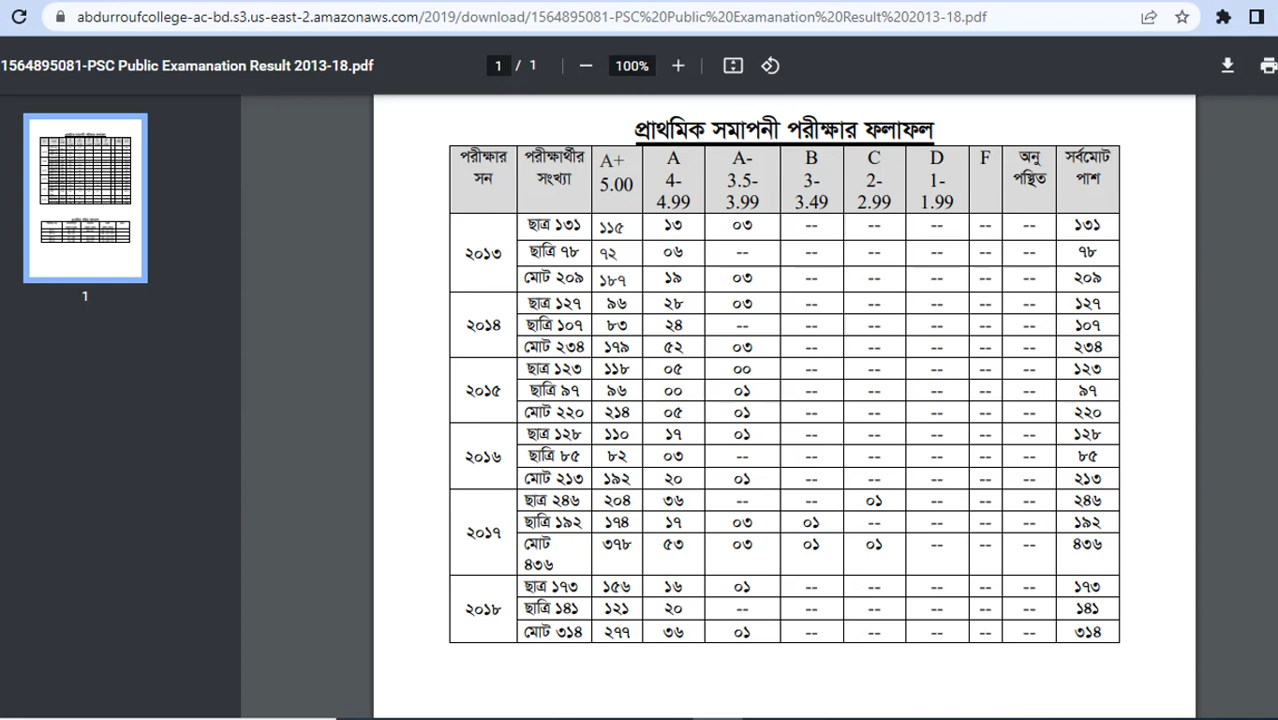 abdurroufcollege-ac-bd.s3.us-east-2.amazonaws.com/2019/download/1564895081-PSC%20Public%20Examanation%20Result%202013-18.pdf
1564895081-PSC Public Examanation Result 2013-18.pdf
1 / 1
100%
1
প্রাথমিক সমাপনী পরীক্ষার ফলাফল
পরীক্ষার সন পরীক্ষার্থীর সংখ্যা A+ 5.00 A 4-4.99 A- 3.5-3.99 B 3-3.49 C 2-2.99 D 1-1.99 F অনু পস্থিত সর্বমোট পাশ
২০১৩
ছাত্র ১৩১ ১১৫ ১৩ ০৩ -- -- -- -- -- ১৩১
ছাত্রি ৭৮ ৭২ ০৬ -- -- -- -- -- -- ৭৮
মোট ২০৯ ১৮৭ ১৯ ০৩ -- -- -- -- -- ২০৯
২০১৪
ছাত্র ১২৭ ৯৬ ২৮ ০৩ -- -- -- -- -- ১২৭
ছাত্রি ১০৭ ৮৩ ২৪ -- -- -- -- -- -- ১০৭
মোট ২৩৪ ১৭৯ ৫২ ০৩ -- -- -- -- -- ২৩৪
২০১৫
ছাত্র ১২৩ ১১৮ ০৫ ০০ -- -- -- -- -- ১২৩
ছাত্রি ৯৭ ৯৬ ০০ ০১ -- -- -- -- -- ৯৭
মোট ২২০ ২১৪ ০৫ ০১ -- -- -- -- -- ২২০
২০১৬
ছাত্র ১২৮ ১১০ ১৭ ০১ -- -- -- -- -- ১২৮
ছাত্রি ৮৫ ৮২ ০৩ -- -- -- -- -- -- ৮৫
মোট ২১৩ ১৯২ ২০ ০১ -- -- -- -- -- ২১৩
২০১৭
ছাত্র ২৪৬ ২০৪ ৩৬ -- -- ০১ -- -- -- ২৪৬
ছাত্রি ১৯২ ১৭৪ ১৭ ০৩ ০১ -- -- -- -- ১৯২
মোট ৪৩৬ ৩৭৮ ৫৩ ০৩ ০১ ০১ -- -- -- ৪৩৬
২০১৮
ছাত্র ১৭৩ ১৫৬ ১৬ ০১ -- -- -- -- -- ১৭৩
ছাত্রি ১৪১ ১২১ ২০ -- -- -- -- -- -- ১৪১
মোট ৩১৪ ২৭৭ ৩৬ ০১ -- -- -- -- -- ৩১৪